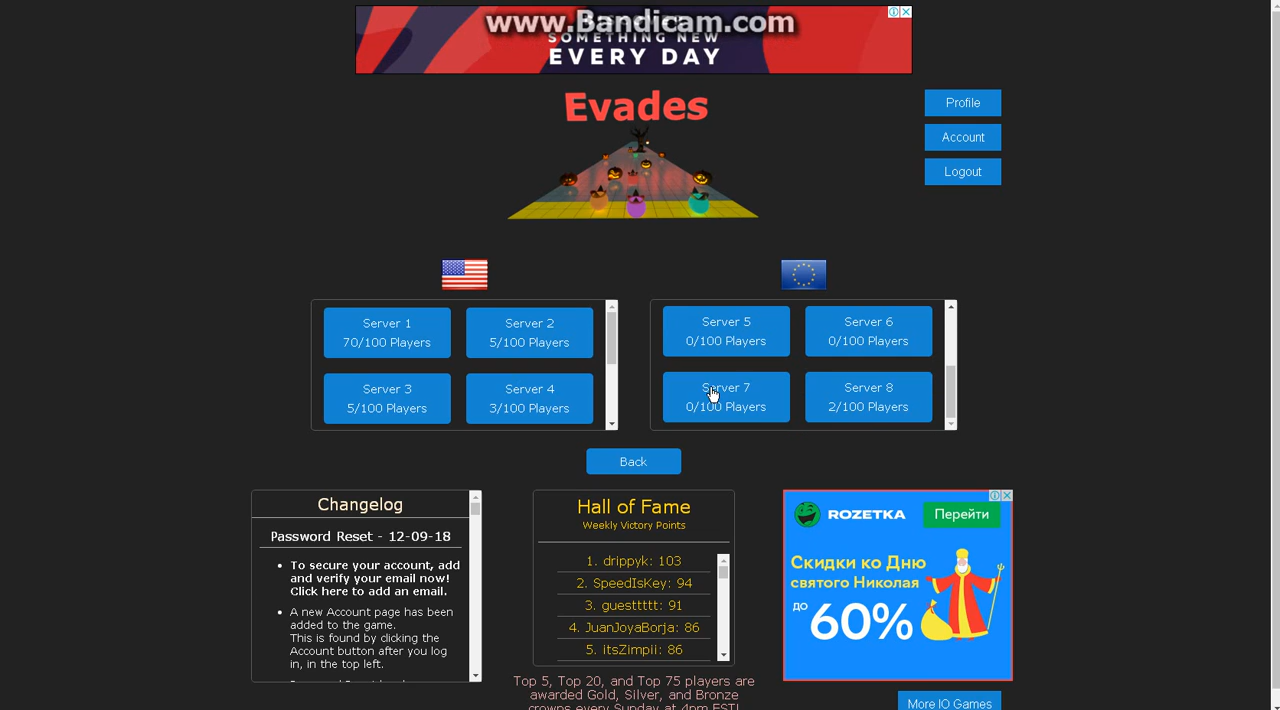 www.Bandicam.com
SOMETHING NEW
EVERY DAY
Evades
Profile
Account
Logout
Server 1
70/100 Players
Server 2
5/100 Players
Server 3
5/100 Players
Server 4
3/100 Players
Server 5
0/100 Players
Server 6
0/100 Players
Server 7
0/100 Players
Server 8
2/100 Players
Back
Changelog
Password Reset - 12-09-18
• To secure your account, add
and verify your email now!
Click here to add an email.
• A new Account page has been
added to the game.
This is found by clicking the
Account button after you log
in, in the top left.
Hall of Fame
Weekly Victory Points
1. drippyk: 103
2. SpeedIsKey: 94
3. guesttttt: 91
4. JuanJoyaBorja: 86
5. itsZImpii: 86
Top 5, Top 20, and Top 75 players are
awarded Gold, Silver, and Bronze
crowns every Sunday at 4pm EST!
ROZETKA
Перейти
Скидки ко Дню
святого Николая
до 60%
More IO Games